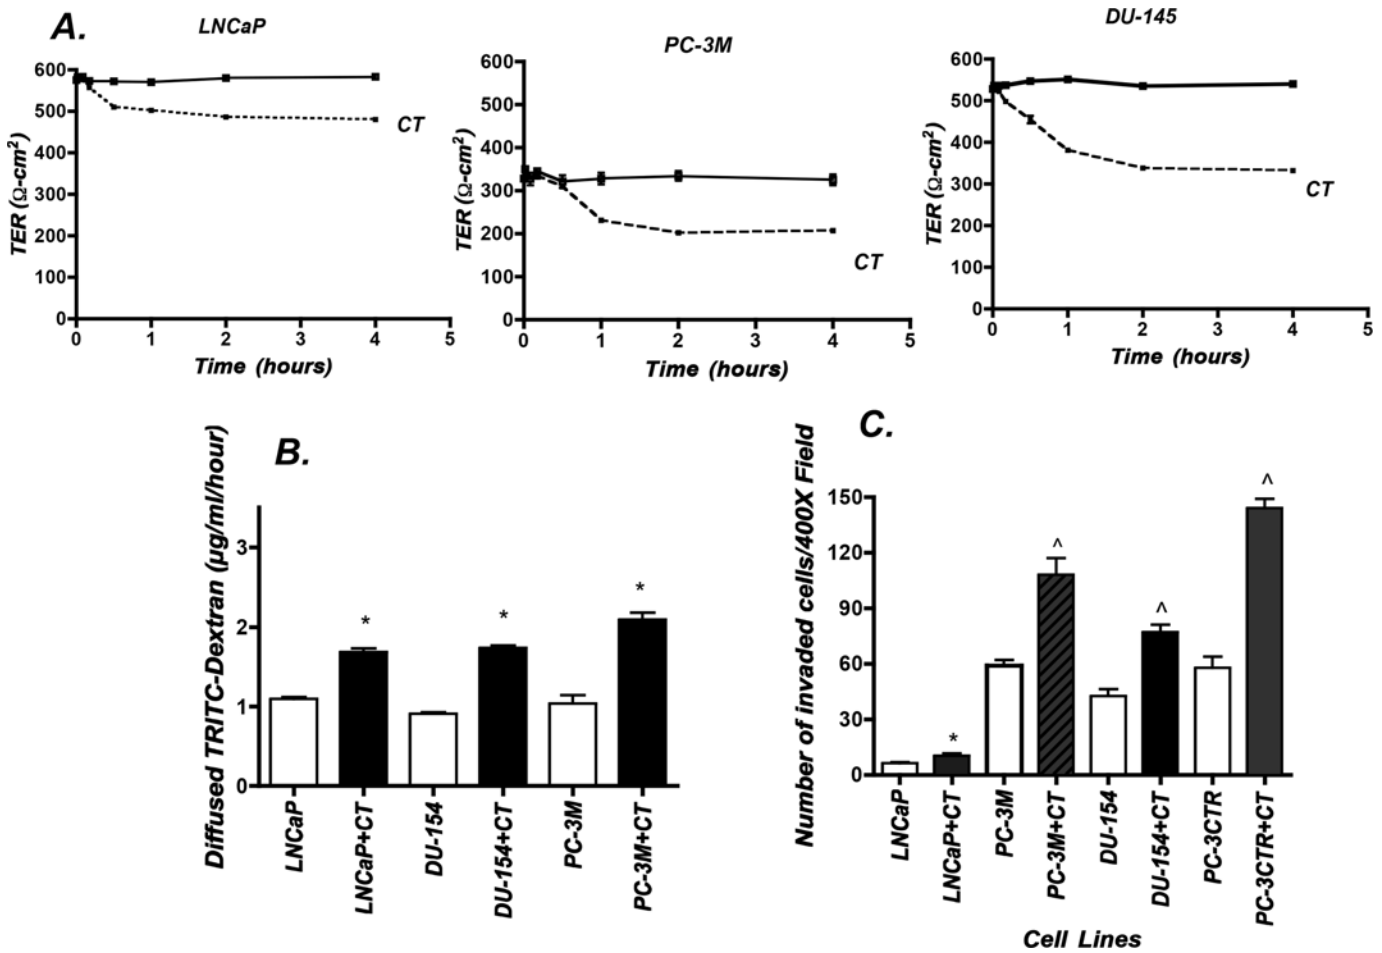 A.
LNCaP
600
500
400
300
200
100
0
0 1 2 3 4 5
TER (Ω-cm²)
Time (hours)
CT
PC-3M
600
500
400
300
200
100
0
0 1 2 3 4 5
TER (Ω-cm²)
Time (hours)
CT
DU-145
600
500
400
300
200
100
0
0 1 2 3 4 5
TER (Ω-cm²)
Time (hours)
CT
B.
Diffused TRITC-Dextran (µg/ml/hour)
3
2
1
0
*
*
*
LNCaP
LNCaP+CT
DU-154
DU-154+CT
PC-3M
PC-3M+CT
C.
Number of invaded cells/400X Field
150
120
90
60
30
0
*
^
^
^
LNCaP
LNCaP+CT
PC-3M
PC-3M+CT
DU-154
DU-154+CT
PC-3CTR
PC-3CTR+CT
Cell Lines